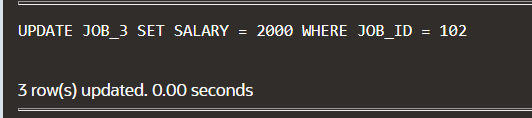 UPDATE JOB_3 SET SALARY = 2000 WHERE JOB_ID = 102
3 row(s) updated. 0.00 seconds